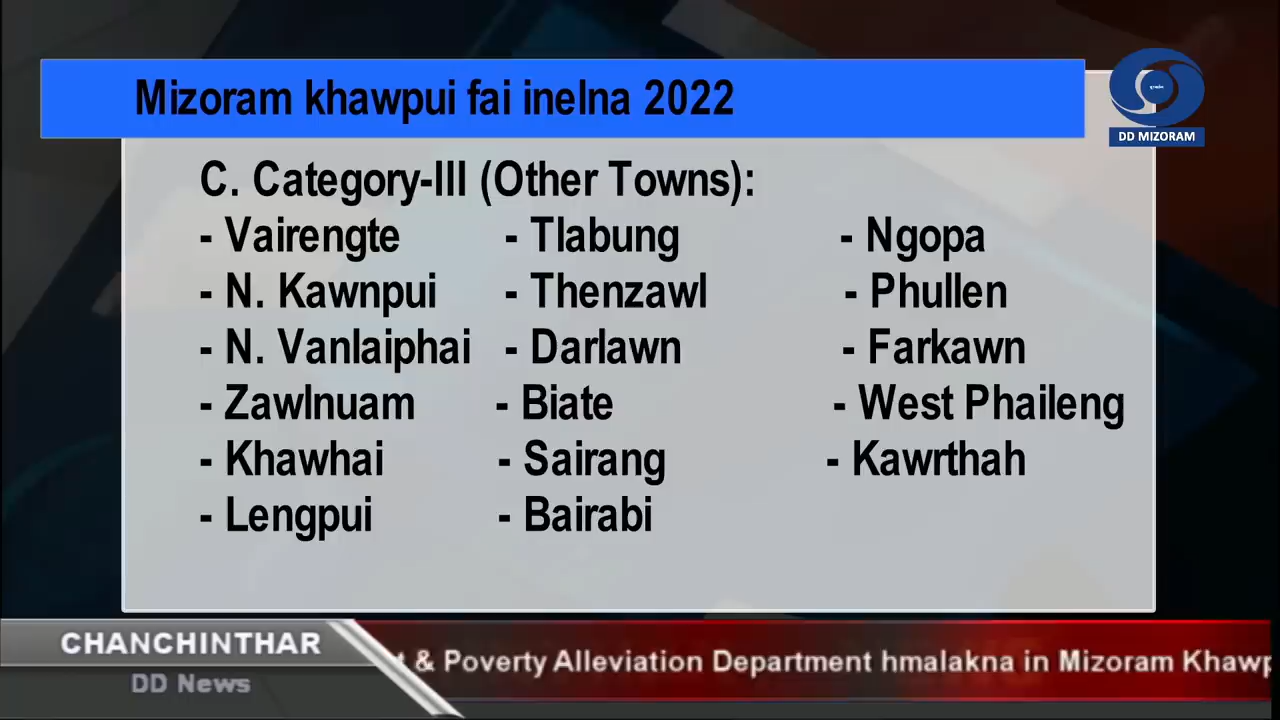 Mizoram khawpui fai inelna 2022
DD MIZORAM
C. Category-III (Other Towns):
- Vairengte - Tlabung - Ngopa
- N. Kawnpui - Thenzawl - Phullen
- N. Vanlaiphai - Darlawn - Farkawn
- Zawlnuam - Biate - West Phaileng
- Khawhai - Sairang - Kawrthah
- Lengpui - Bairabi
CHANCHINTHAR
DD News
& Poverty Alleviation Department hmalakna in Mizoram Khawp